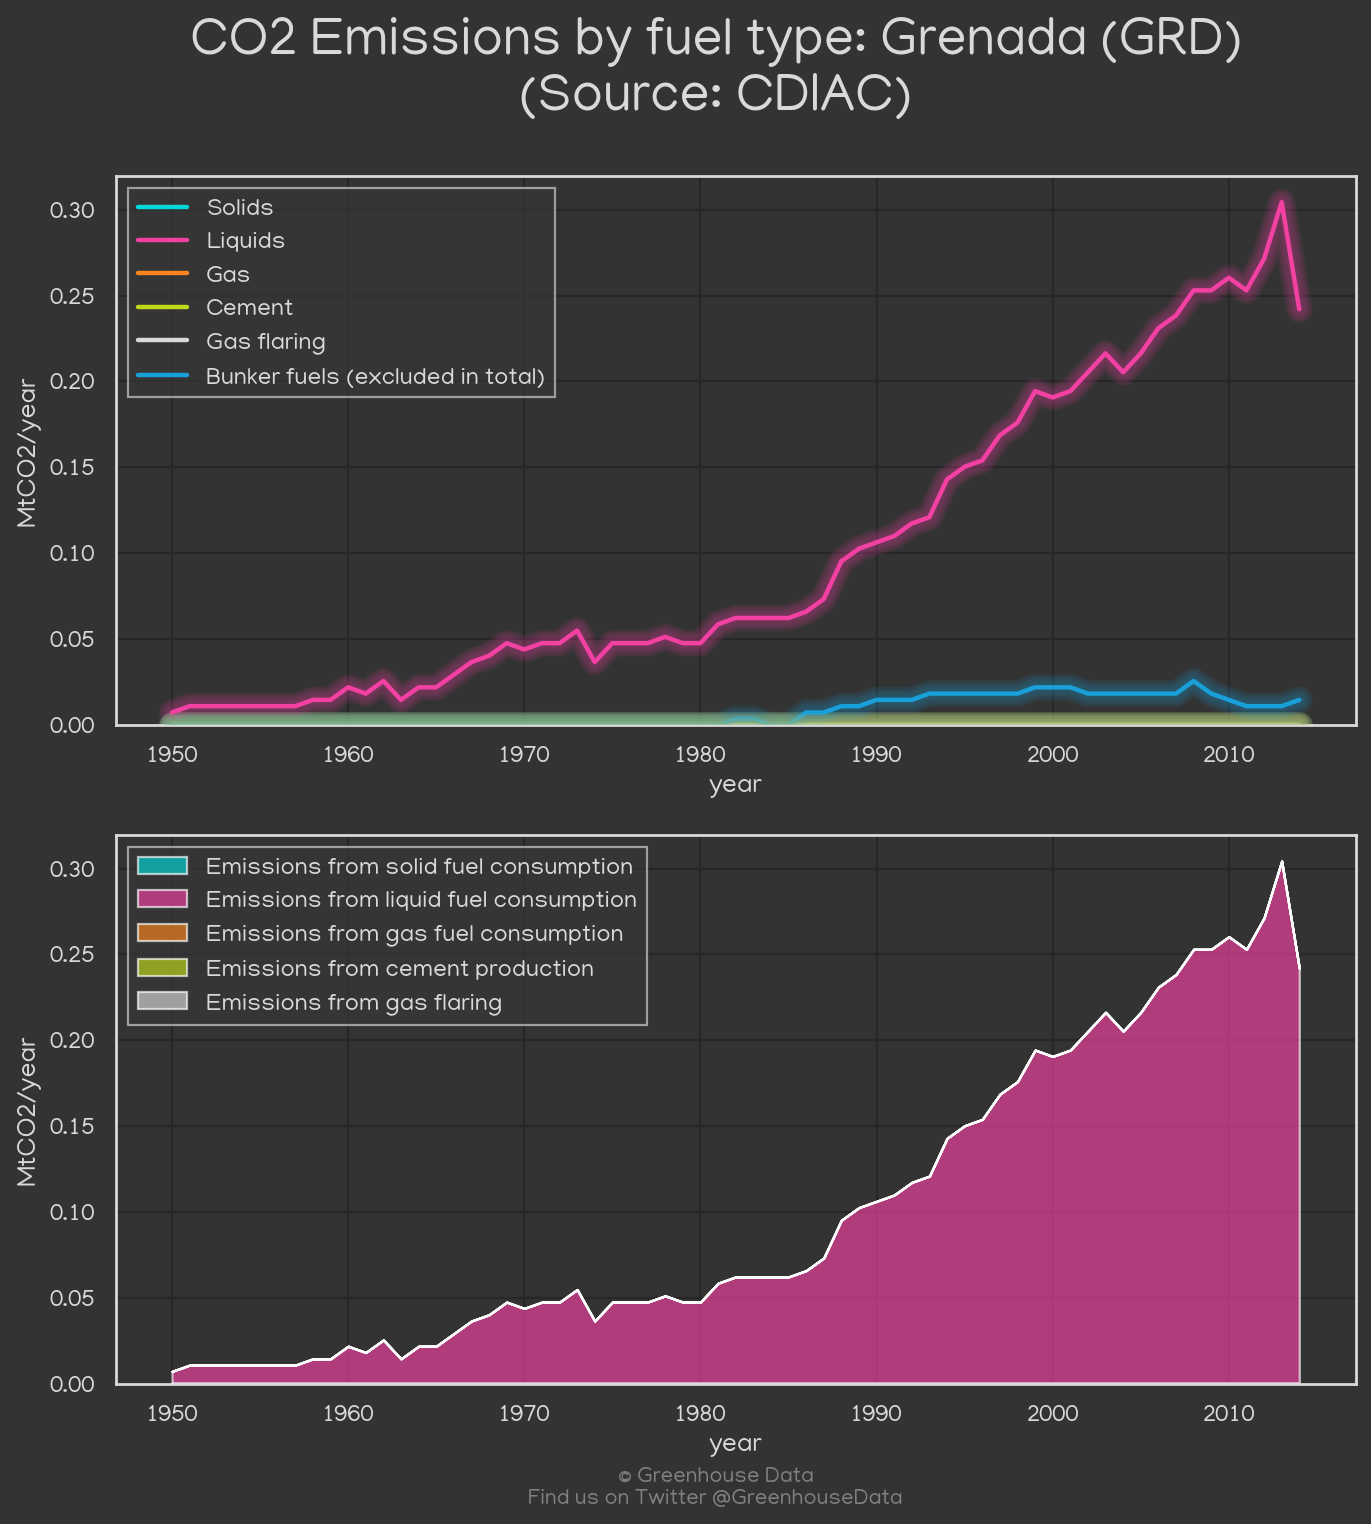 CO2 Emissions by fuel type: Grenada (GRD)
(Source: CDIAC)
Solids
Liquids
Gas
Cement
Gas flaring
Bunker fuels (excluded in total)
MtCO2/year
0.30
0.25
0.20
0.15
0.10
0.05
0.00
1950 1960 1970 1980 1990 2000 2010
year
Emissions from solid fuel consumption
Emissions from liquid fuel consumption
Emissions from gas fuel consumption
Emissions from cement production
Emissions from gas flaring
MtCO2/year
0.30
0.25
0.20
0.15
0.10
0.05
0.00
1950 1960 1970 1980 1990 2000 2010
year
© Greenhouse Data
Find us on Twitter @GreenhouseData